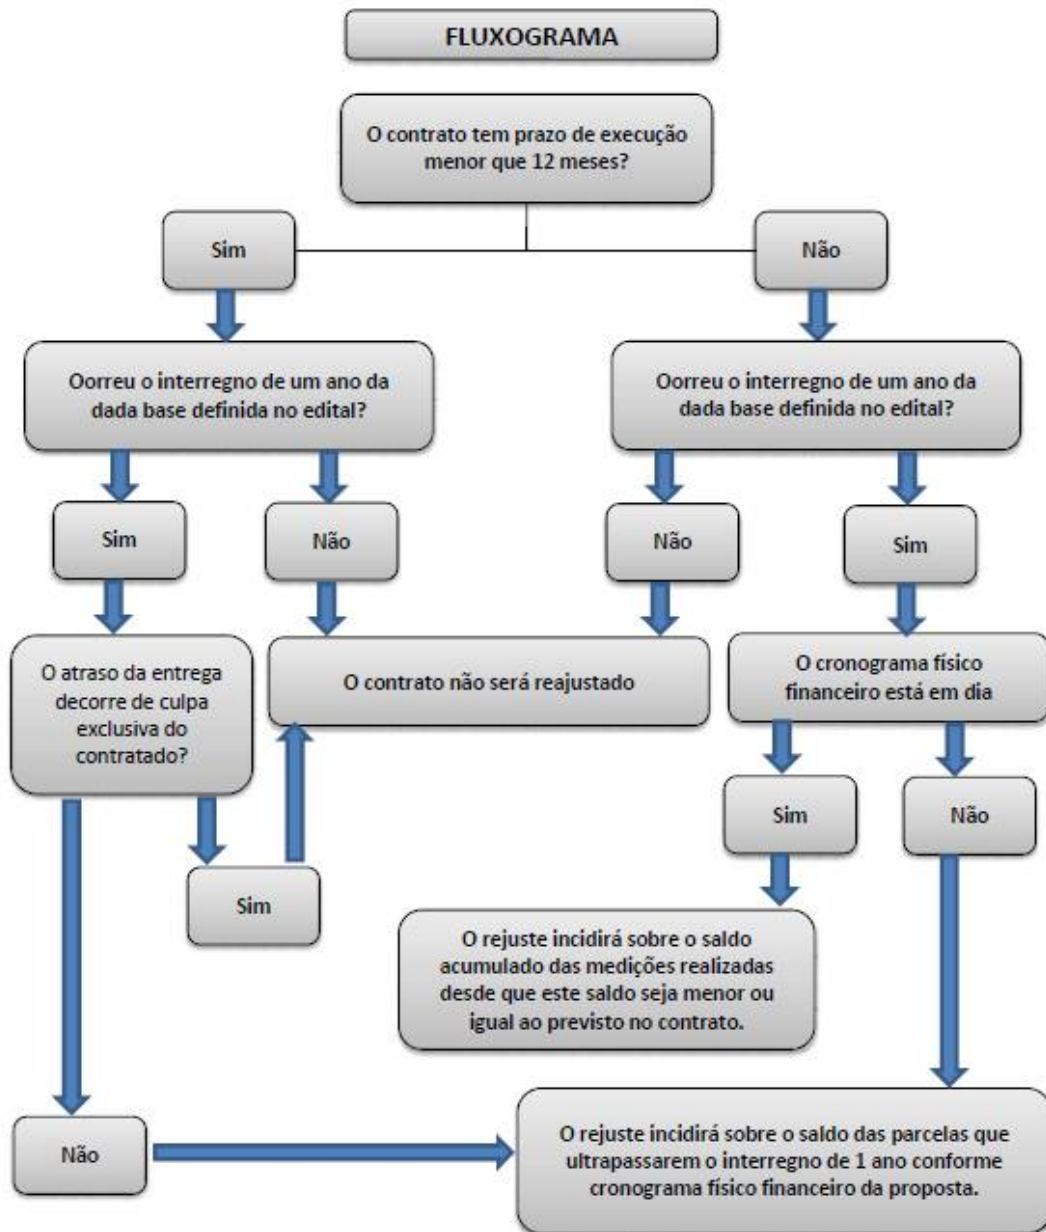 FLUXOGRAMA
O contrato tem prazo de execução
menor que 12 meses?
Sim
Não
Oorreu o interregno de um ano da
dada base definida no edital?
Oorreu o interregno de um ano da
dada base definida no edital?
Sim
Não
Não
Sim
O atraso da entrega
decorre de culpa
exclusiva do
contratado?
O contrato não será reajustado
O cronograma físico
financeiro está em dia
Sim
Sim
Não
O rejuste incidirá sobre o saldo
acumulado das medições realizadas
desde que este saldo seja menor ou
igual ao previsto no contrato.
Não
O rejuste incidirá sobre o saldo das parcelas que
ultrapassarem o interregno de 1 ano conforme
cronograma físico financeiro da proposta.